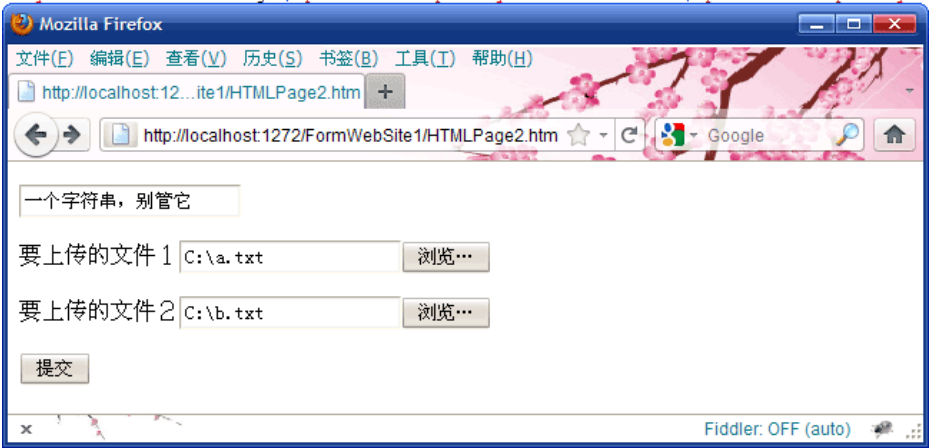 Mozilla Firefox
文件(F) 编辑(E) 查看(V) 历史(S) 书签(B) 工具(T) 帮助(H)
http://localhost:12...ite1/HTMLPage2.htm
http://localhost:1272/FormWebSite1/HTMLPage2.htm Google
一个字符串，别管它
要上传的文件1 C:\a.txt 浏览…
要上传的文件2 C:\b.txt 浏览…
提交
Fiddler: OFF (auto)